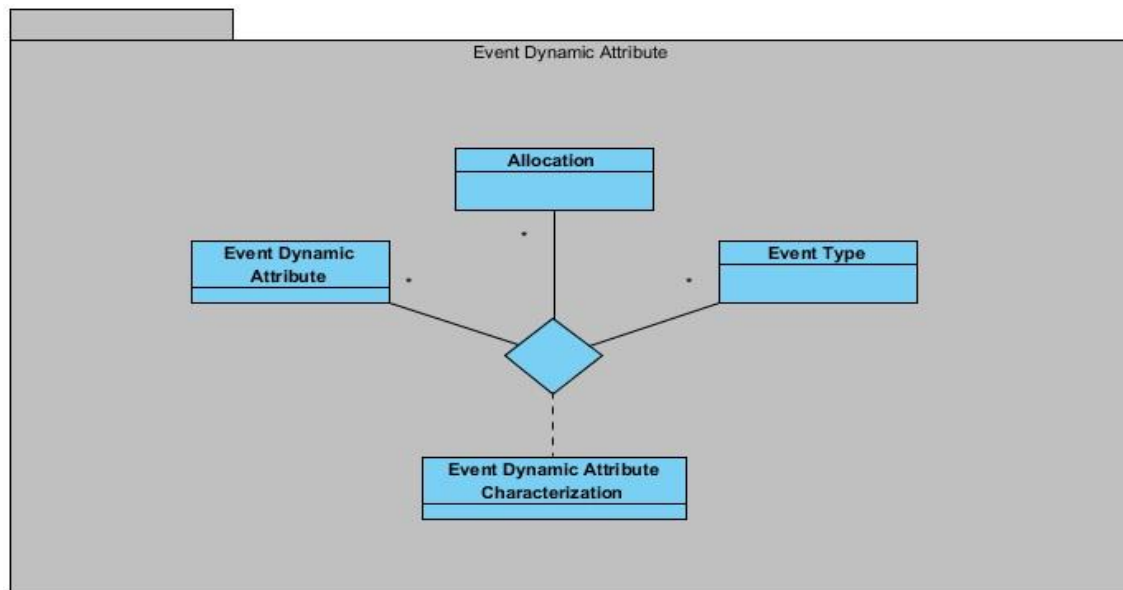 Event Dynamic Attribute
Allocation
*
Event Dynamic
Attribute
*
Event Type
*
Event Dynamic Attribute
Characterization